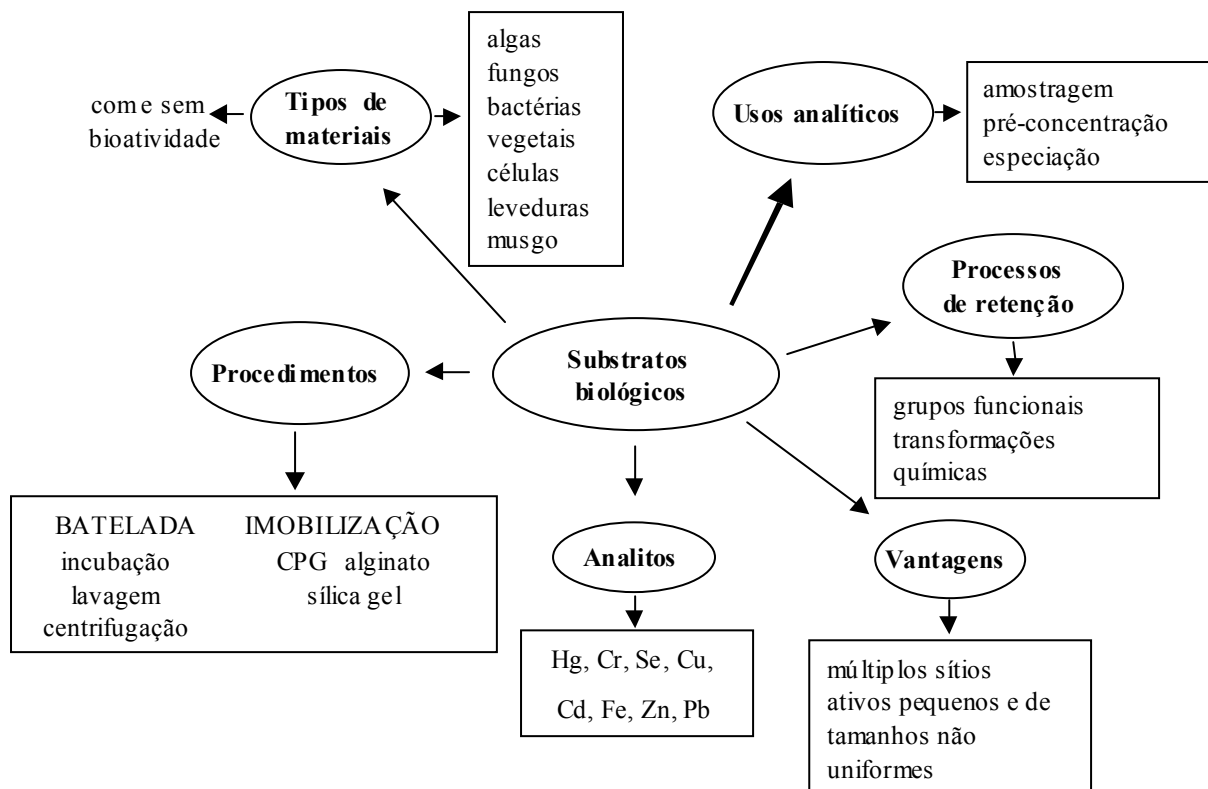 com e sem
bioatividade
Tipos de
materiais
algas
fungos
bactérias
vegetais
células
leveduras
musgo
Usos analíticos
amostragem
pré-concentração
especiação
Processos
de retenção
grupos funcionais
transformações
químicas
Substratos
biológicos
Procedimentos
BATELADA IMOBILIZAÇÃO
incubação CPG alginato
lavagem sílica gel
centrifugação
Analitos
Hg, Cr, Se, Cu,
Cd, Fe, Zn, Pb
Vantagens
múltiplos sítios
ativos pequenos e de
tamanhos não
uniformes